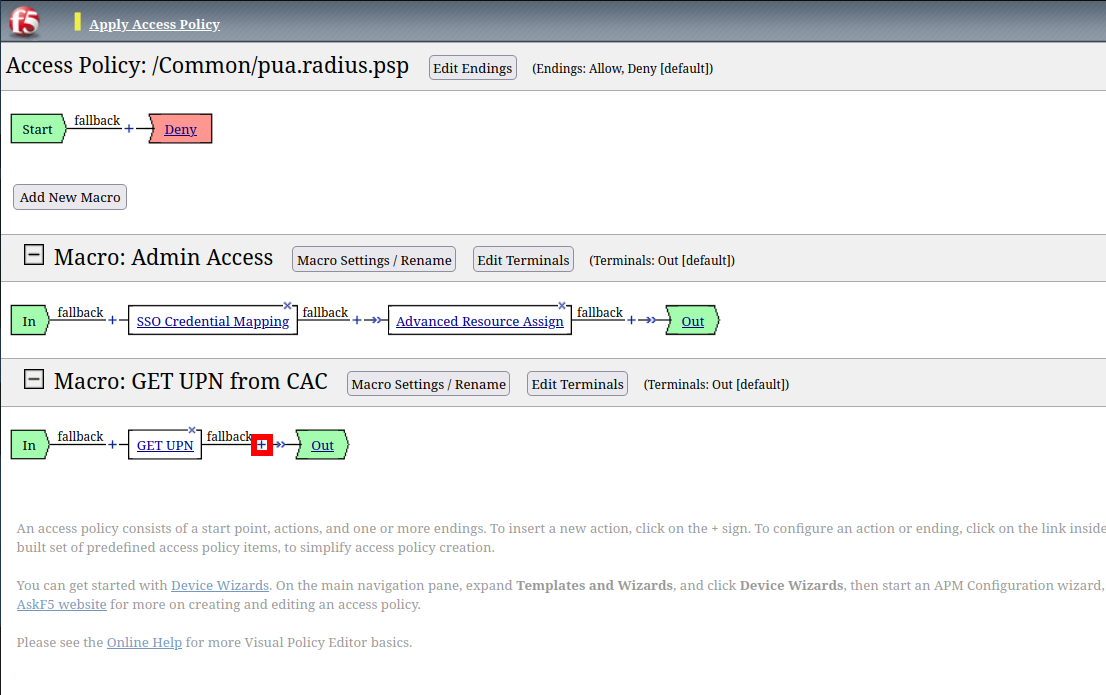 f5 Apply Access Policy
Access Policy: /Common/pua.radius.psp Edit Endings (Endings: Allow, Deny [default])
Start fallback + Deny
Add New Macro
Macro: Admin Access Macro Settings / Rename Edit Terminals (Terminals: Out [default])
In fallback + SSO Credential Mapping fallback + Advanced Resource Assign fallback + Out
Macro: GET UPN from CAC Macro Settings / Rename Edit Terminals (Terminals: Out [default])
In fallback + GET UPN fallback + Out
An access policy consists of a start point, actions, and one or more endings. To insert a new action, click on the + sign. To configure an action or ending, click on the link inside
built set of predefined access policy items, to simplify access policy creation.
You can get started with Device Wizards. On the main navigation pane, expand Templates and Wizards, and click Device Wizards, then start an APM Configuration wizard,
AskF5 website for more on creating and editing an access policy.
Please see the Online Help for more Visual Policy Editor basics.